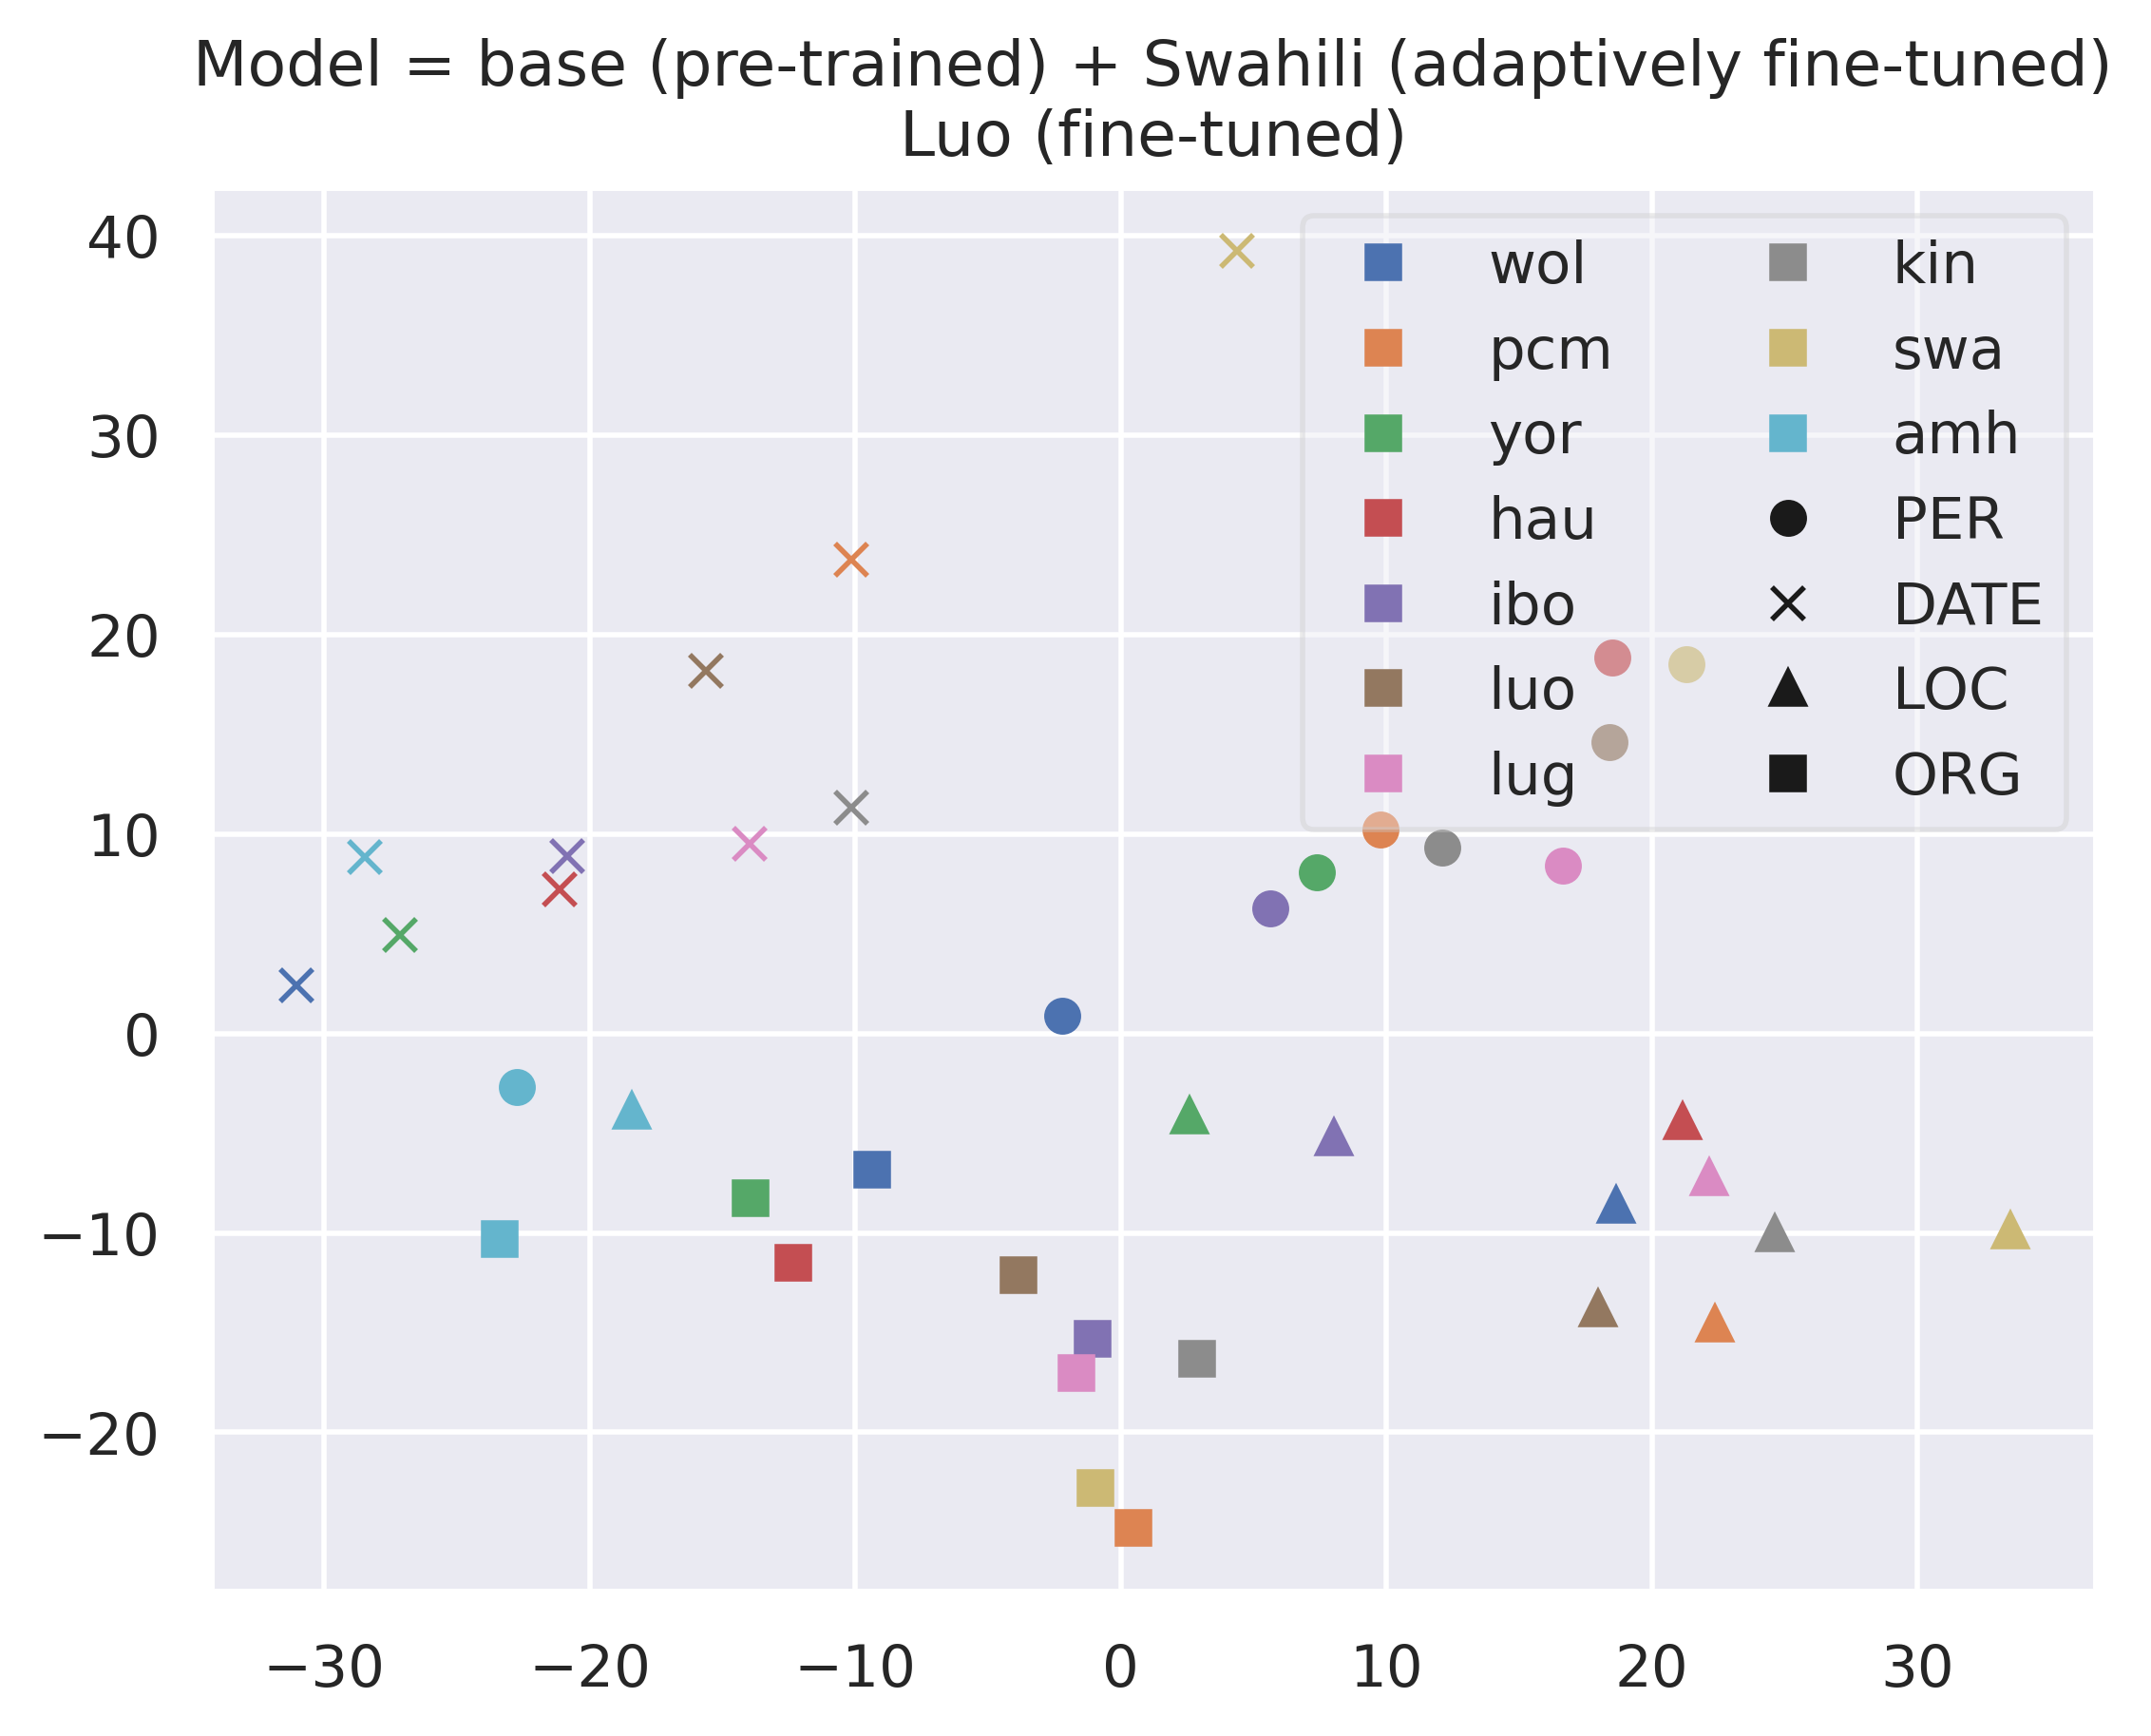 Model = base (pre-trained) + Swahili (adaptively fine-tuned)
Luo (fine-tuned)
40
30
20
10
0
−10
−20
−30
−20
−10
0
10
20
30
wol
pcm
yor
hau
ibo
luo
lug
kin
swa
amh
PER
DATE
LOC
ORG